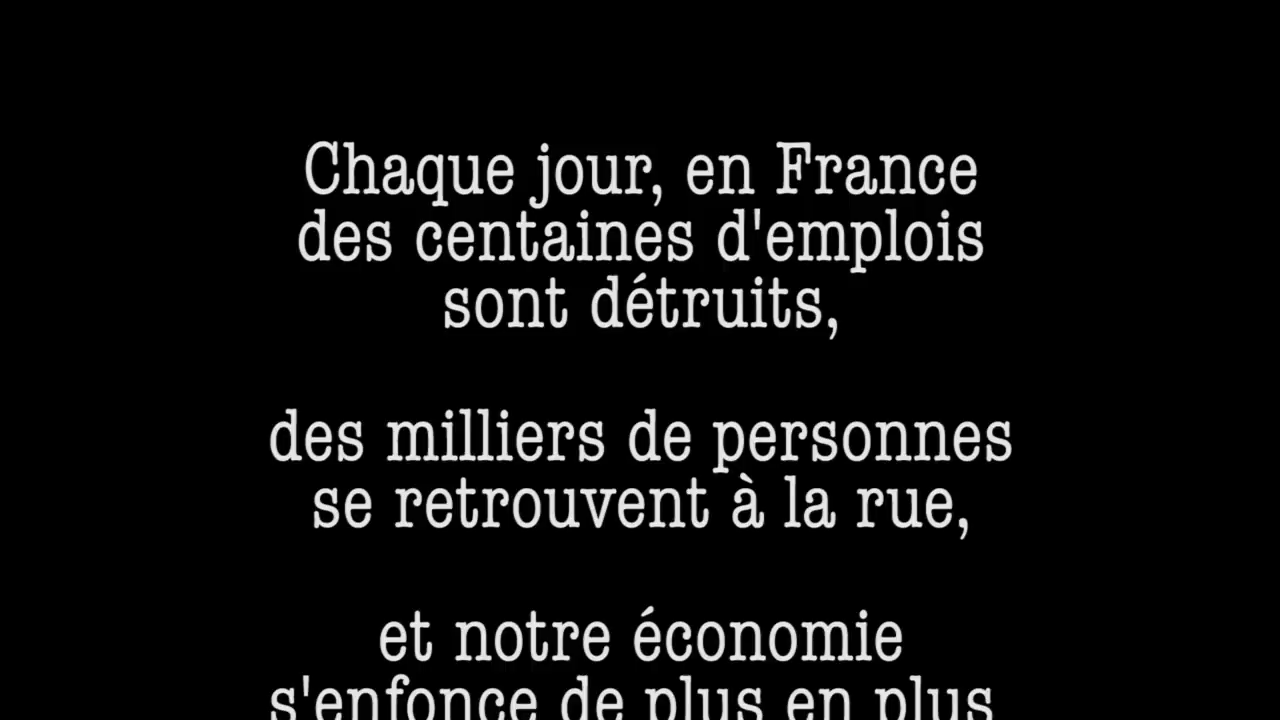 Chaque jour, en France
des centaines d'emplois
sont détruits,
des milliers de personnes
se retrouvent à la rue,
et notre économie
s'enfonce de plus en plus